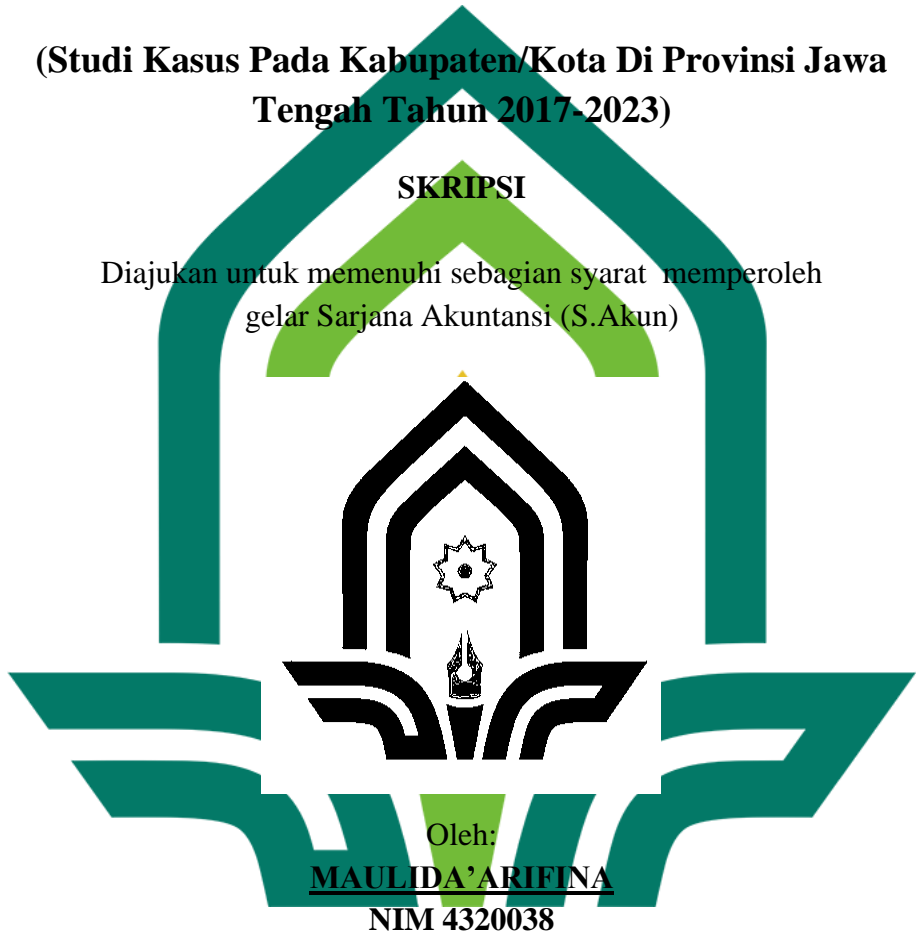 (Studi Kasus Pada Kabupaten/Kota Di Provinsi Jawa
Tengah Tahun 2017-2023)
SKRIPSI
Diajukan untuk memenuhi sebagian syarat memperoleh
gelar Sarjana Akuntansi (S.Akun)
Oleh:
MAULIDA’ARIFINA
NIM 4320038